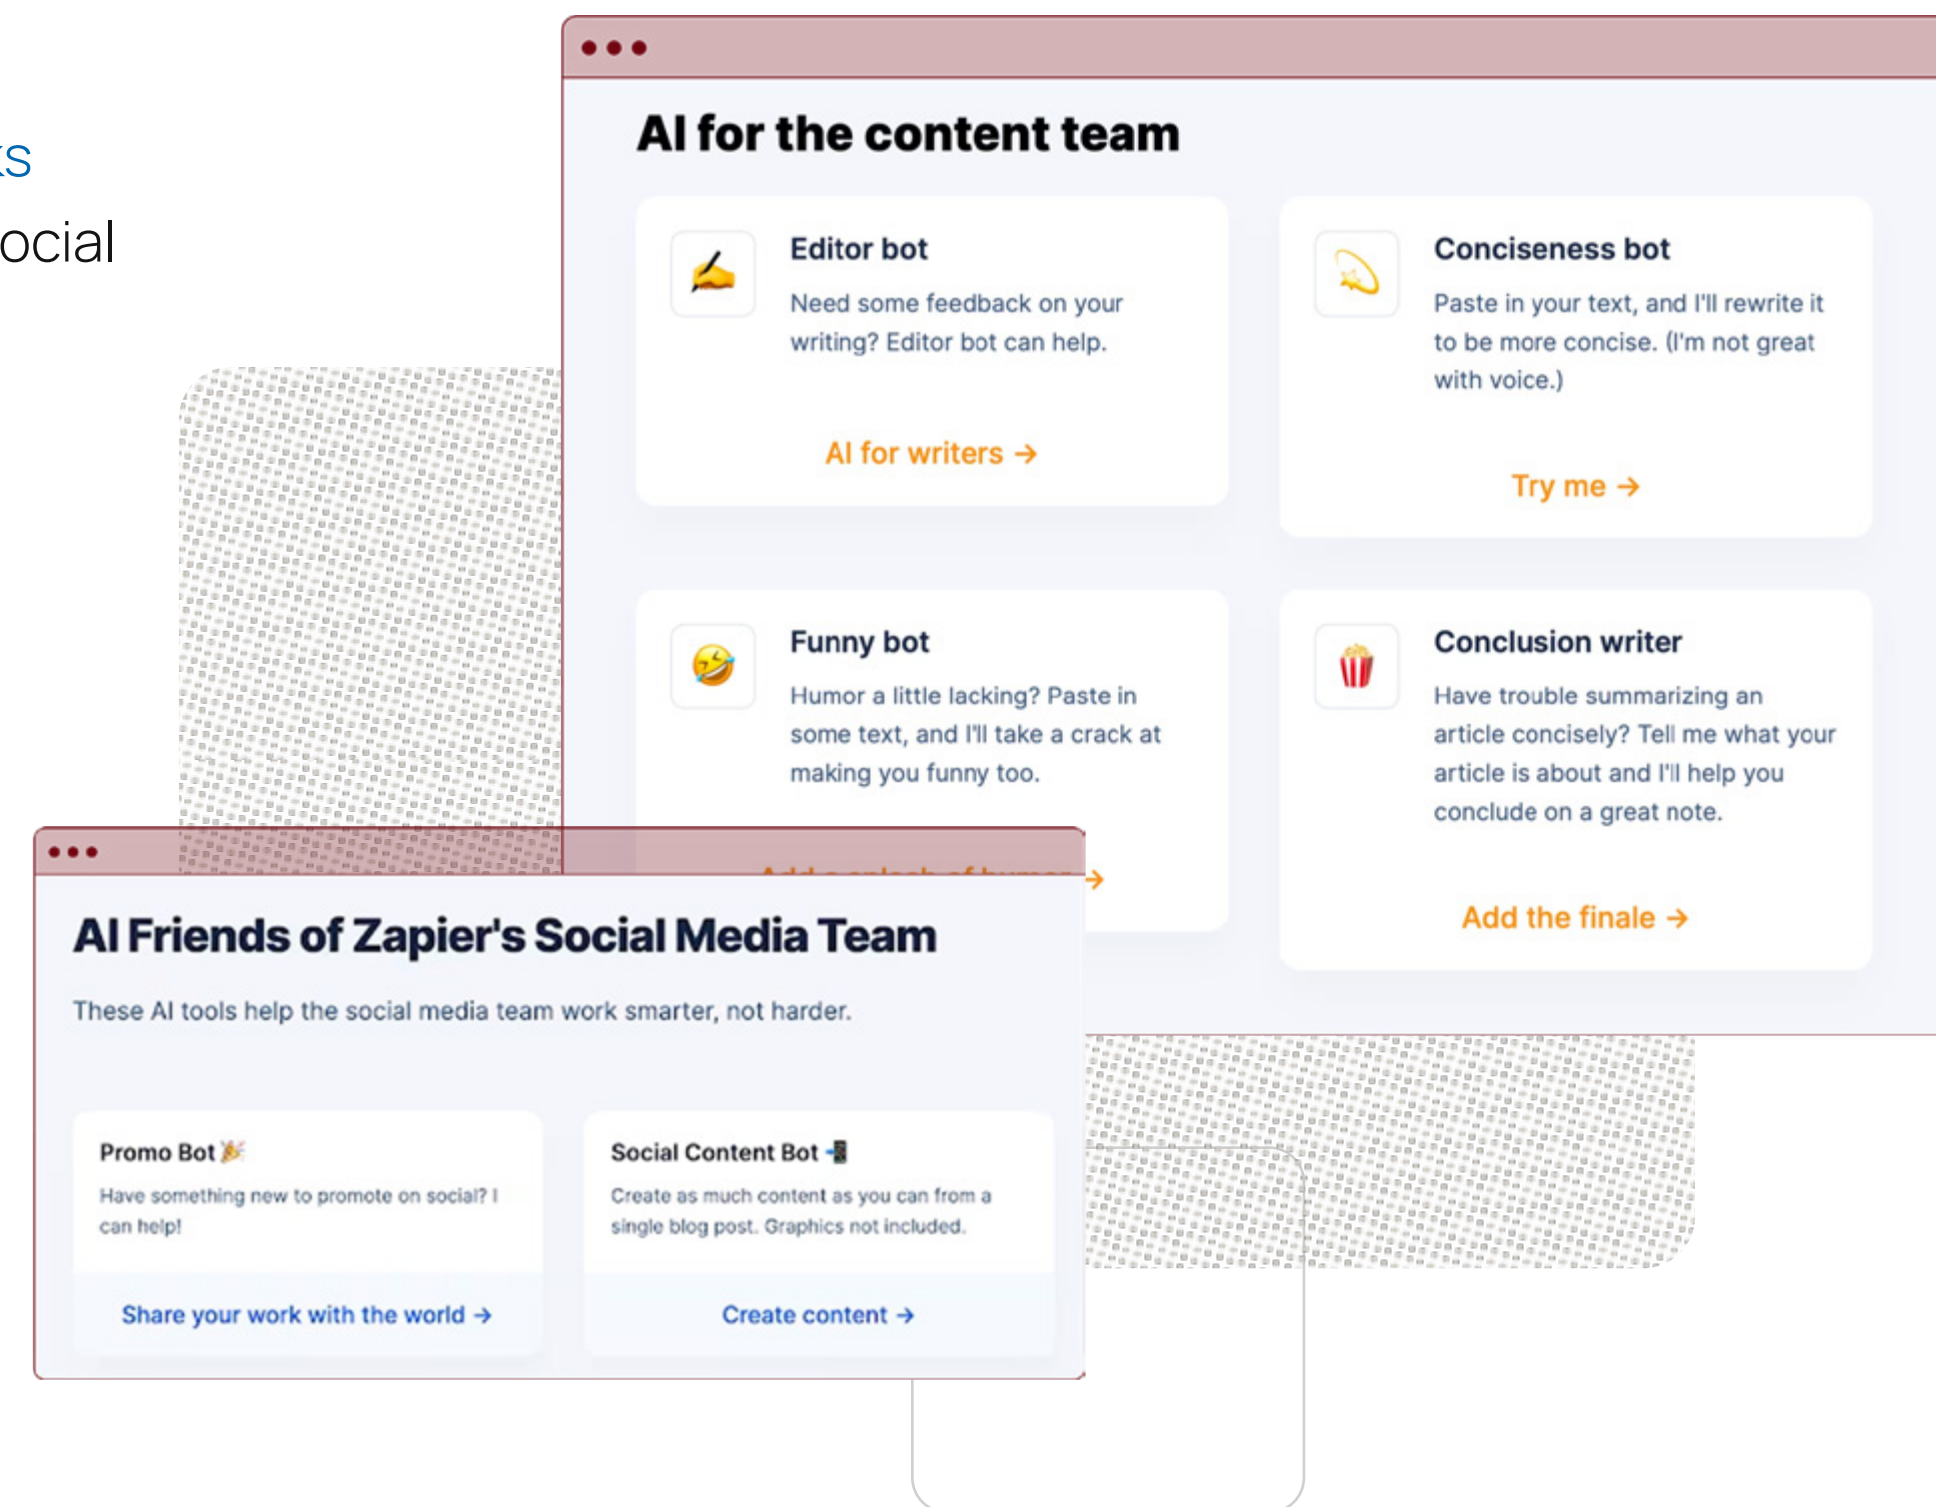 ks
ocial
AI for the content team
Editor bot
Need some feedback on your
writing? Editor bot can help.
AI for writers →
Conciseness bot
Paste in your text, and I'll rewrite it
to be more concise. (I'm not great
with voice.)
Try me →
Funny bot
Humor a little lacking? Paste in
some text, and I'll take a crack at
making you funny too.
Add a splash of humor →
Conclusion writer
Have trouble summarizing an
article concisely? Tell me what your
article is about and I'll help you
conclude on a great note.
Add the finale →
AI Friends of Zapier's Social Media Team
These AI tools help the social media team work smarter, not harder.
Promo Bot 🎉
Have something new to promote on social? I
can help!
Share your work with the world →
Social Content Bot 📲
Create as much content as you can from a
single blog post. Graphics not included.
Create content →